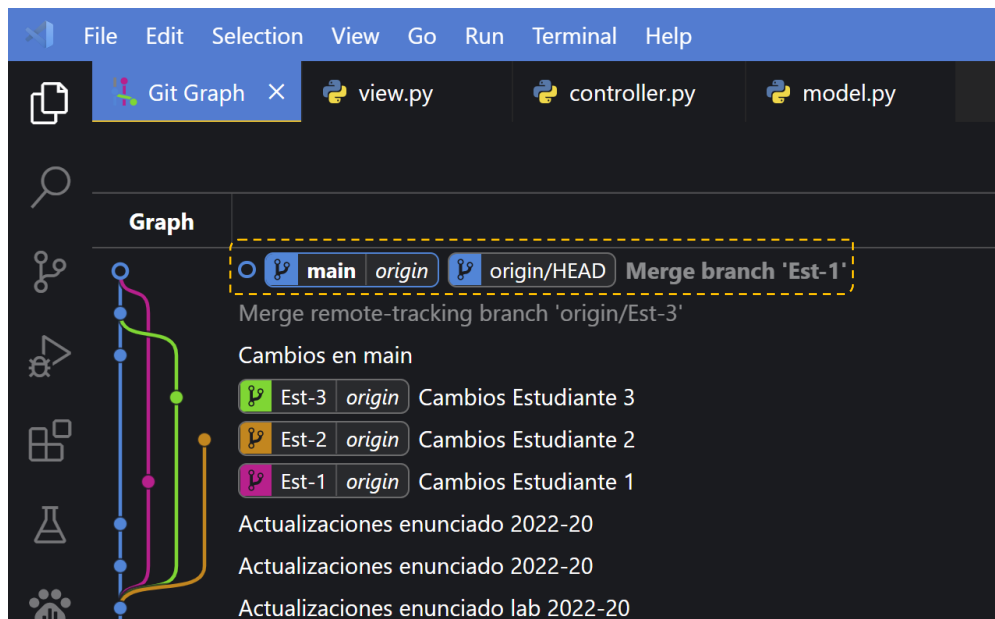 File Edit Selection View Go Run Terminal Help
Git Graph view.py controller.py model.py
Graph
main origin origin/HEAD Merge branch 'Est-1'
Merge remote-tracking branch 'origin/Est-3'
Cambios en main
Est-3 origin Cambios Estudiante 3
Est-2 origin Cambios Estudiante 2
Est-1 origin Cambios Estudiante 1
Actualizaciones enunciado 2022-20
Actualizaciones enunciado 2022-20
Actualizaciones enunciado lab 2022-20